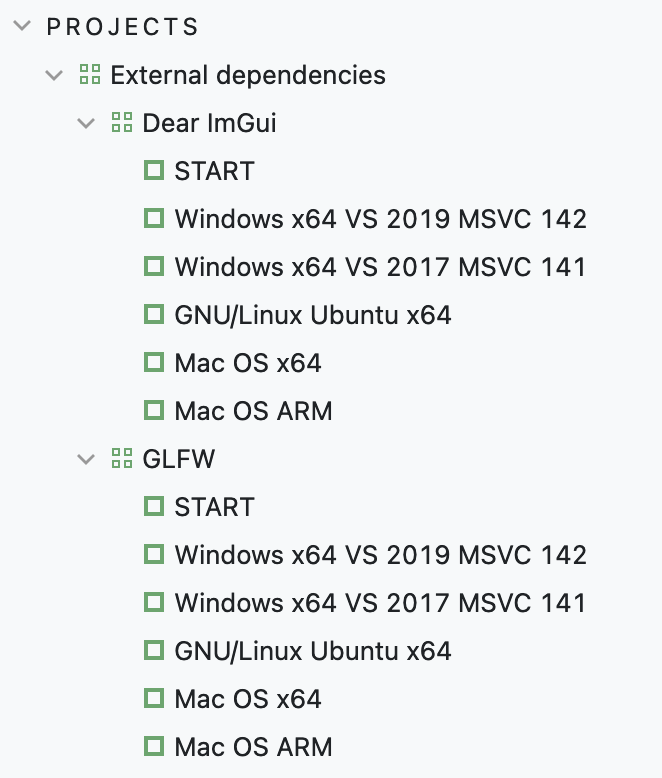 PROJECTS
External dependencies
Dear ImGui
START
Windows x64 VS 2019 MSVC 142
Windows x64 VS 2017 MSVC 141
GNU/Linux Ubuntu x64
Mac OS x64
Mac OS ARM
GLFW
START
Windows x64 VS 2019 MSVC 142
Windows x64 VS 2017 MSVC 141
GNU/Linux Ubuntu x64
Mac OS x64
Mac OS ARM